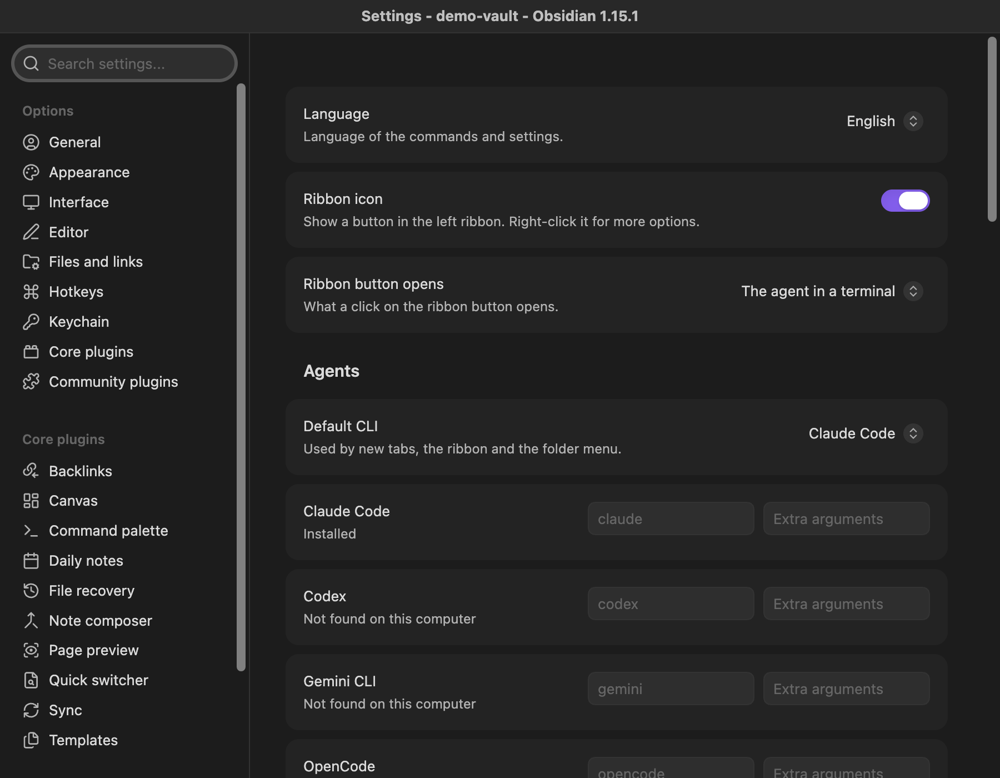 Settings - demo-vault - Obsidian 1.15.1
Search settings...
Options
General
Appearance
Interface
Editor
Files and links
Hotkeys
Keychain
Core plugins
Community plugins
Core plugins
Backlinks
Canvas
Command palette
Daily notes
File recovery
Note composer
Page preview
Quick switcher
Sync
Templates
Language
Language of the commands and settings.
English
Ribbon icon
Show a button in the left ribbon. Right-click it for more options.
Ribbon button opens
What a click on the ribbon button opens.
The agent in a terminal
Agents
Default CLI
Used by new tabs, the ribbon and the folder menu.
Claude Code
Claude Code
Installed
claude
Extra arguments
Codex
Not found on this computer
codex
Extra arguments
Gemini CLI
Not found on this computer
gemini
Extra arguments
OpenCode
opencode
Extra arguments